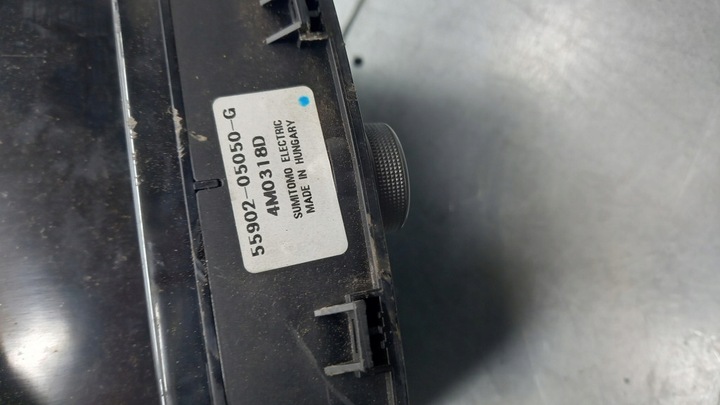 55902-05050-G
4M0318D
SUMITOMO ELECTRIC
MADE IN HUNGARY